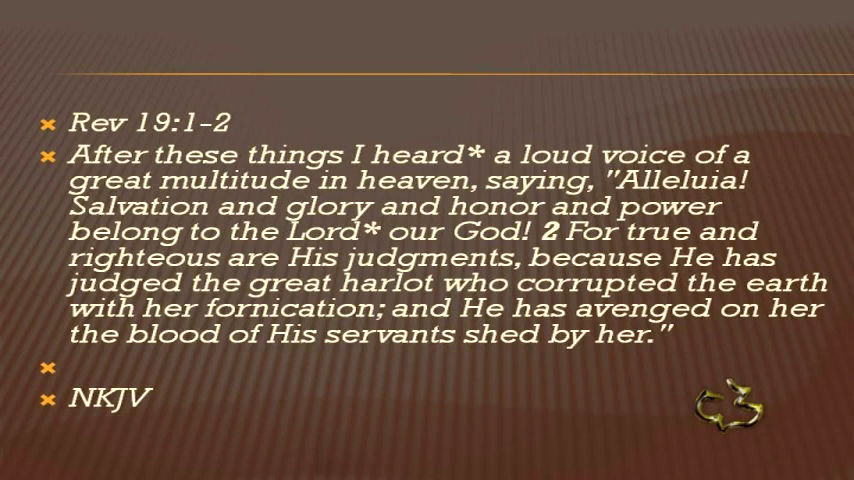 Rev 19:1-2
After these things I heard* a loud voice of a
great multitude in heaven, saying, "Alleluia!
Salvation and glory and honor and power
belong to the Lord* our God! 2 For true and
righteous are His judgments, because He has
judged the great harlot who corrupted the earth
with her fornication; and He has avenged on her
the blood of His servants shed by her."
NKJV